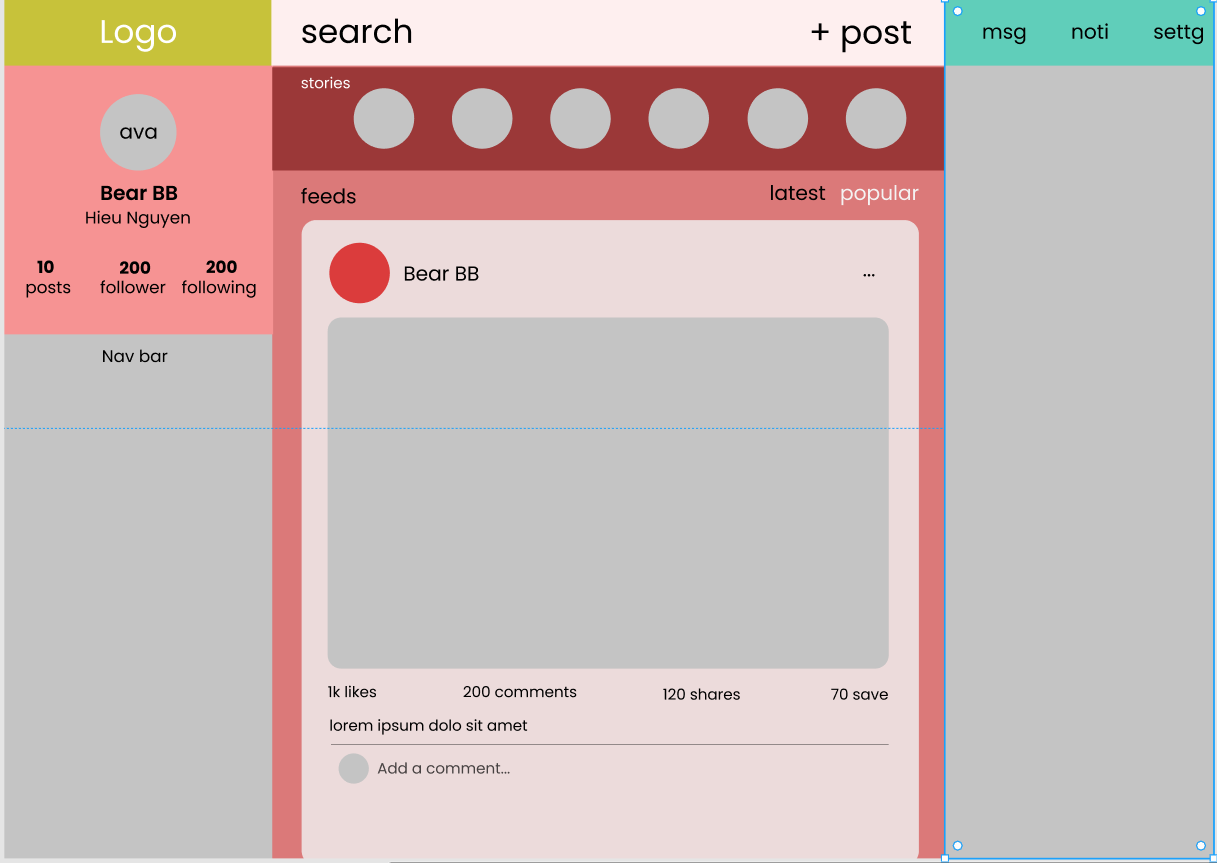 Logo
search
+ post
msg
noti
settg
stories
ava
Bear BB
Hieu Nguyen
10
200
200
posts
follower
following
Nav bar
feeds
latest
popular
Bear BB
...
1k likes
200 comments
120 shares
70 save
lorem ipsum dolo sit amet
Add a comment...